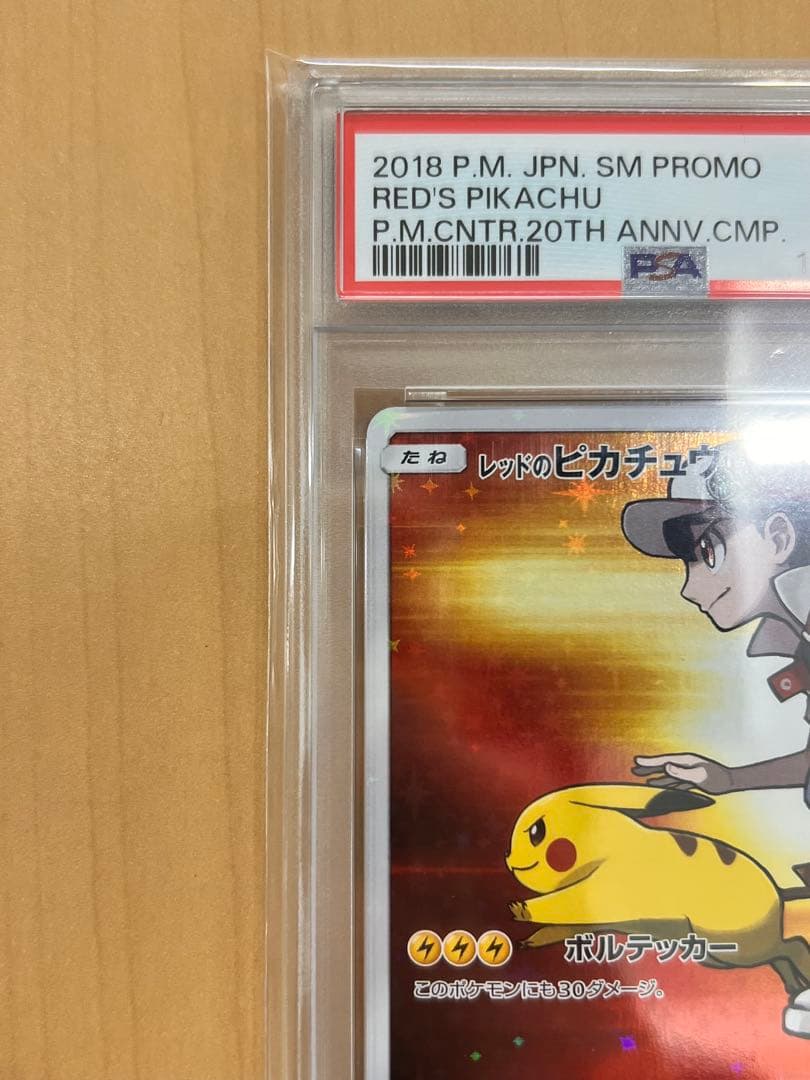 2018 P.M. JPN. SM PROMO
RED'S PIKACHU
P.M.CNTR.20TH ANNV.CMP.
PSA
たね レッドのピカチュウ
ボルテッカー
このポケモンにも30ダメージ。